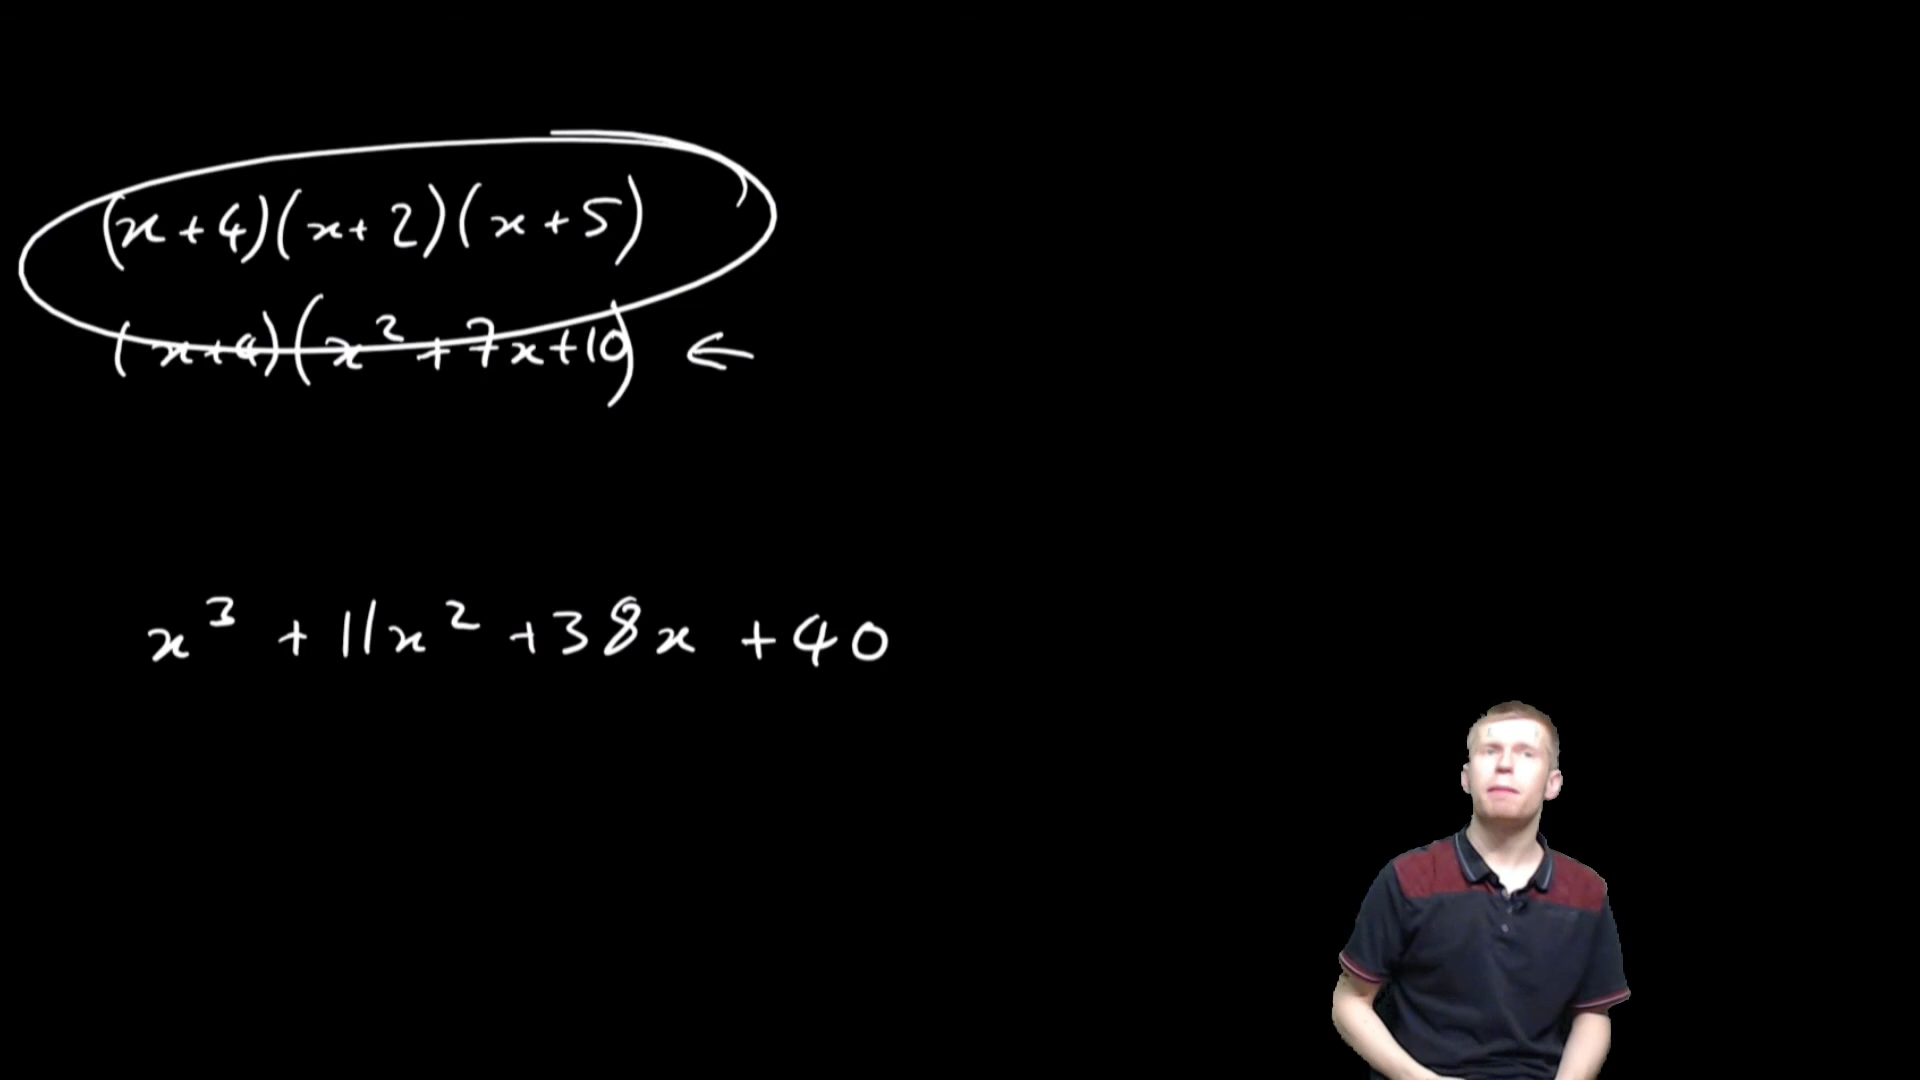 (x+4)(x+2)(x+5)
(x+4)(x²+7x+10) ←
x³ + 11x² + 38x + 40